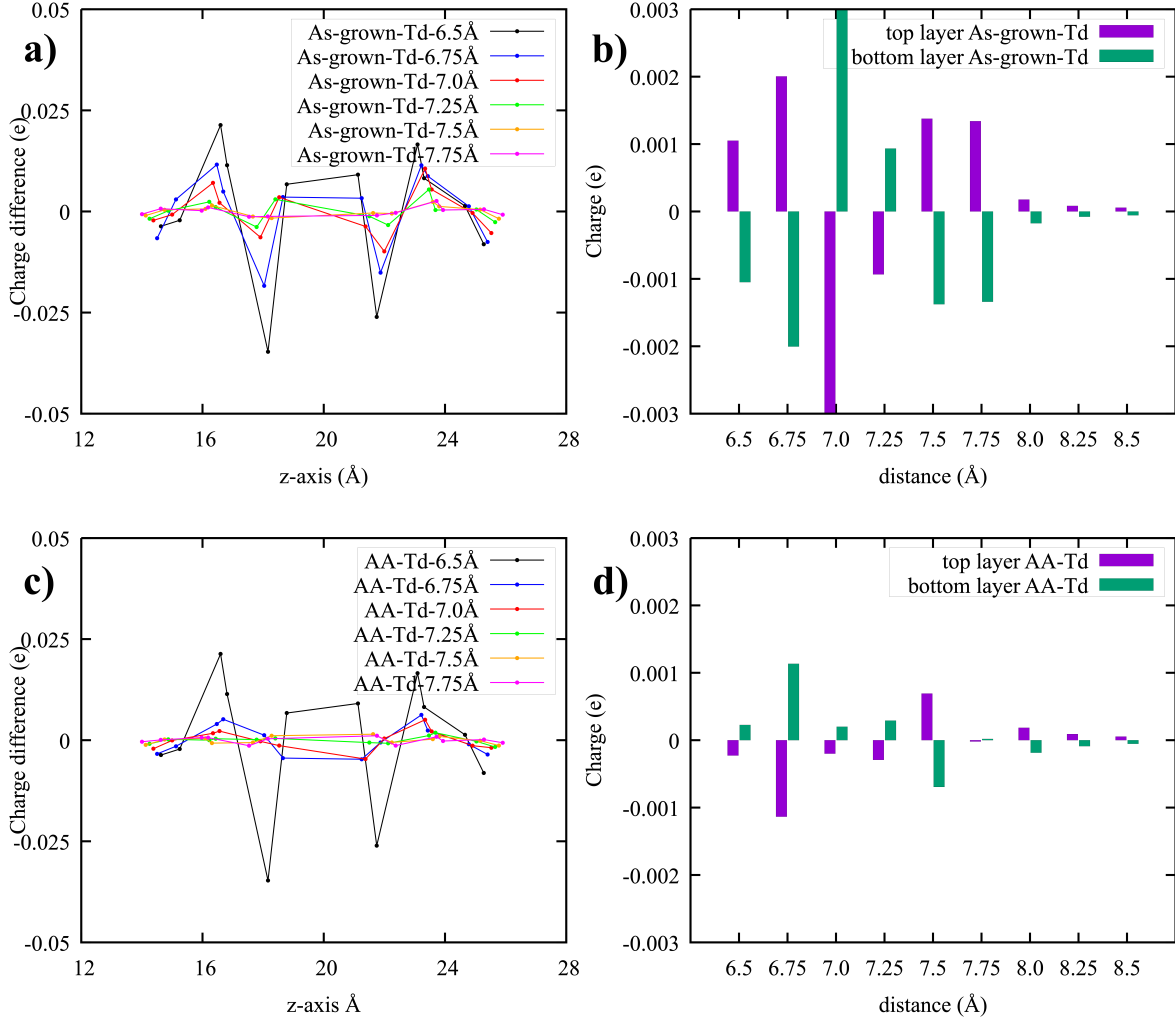 a)
Charge difference (e)
0.05
0.025
0
-0.025
-0.05
As-grown-Td-6.5Å
As-grown-Td-6.75Å
As-grown-Td-7.0Å
As-grown-Td-7.25Å
As-grown-Td-7.5Å
As-grown-Td-7.75Å
12 16 20 24 28
z-axis (Å)
b)
Charge (e)
0.003
0.002
0.001
0
-0.001
-0.002
-0.003
top layer As-grown-Td
bottom layer As-grown-Td
6.5 6.75 7.0 7.25 7.5 7.75 8.0 8.25 8.5
distance (Å)
c)
Charge difference (e)
0.05
0.025
0
-0.025
-0.05
AA-Td-6.5Å
AA-Td-6.75Å
AA-Td-7.0Å
AA-Td-7.25Å
AA-Td-7.5Å
AA-Td-7.75Å
12 16 20 24 28
z-axis Å
d)
Charge (e)
0.003
0.002
0.001
0
-0.001
-0.002
-0.003
top layer AA-Td
bottom layer AA-Td
6.5 6.75 7.0 7.25 7.5 7.75 8.0 8.25 8.5
distance (Å)